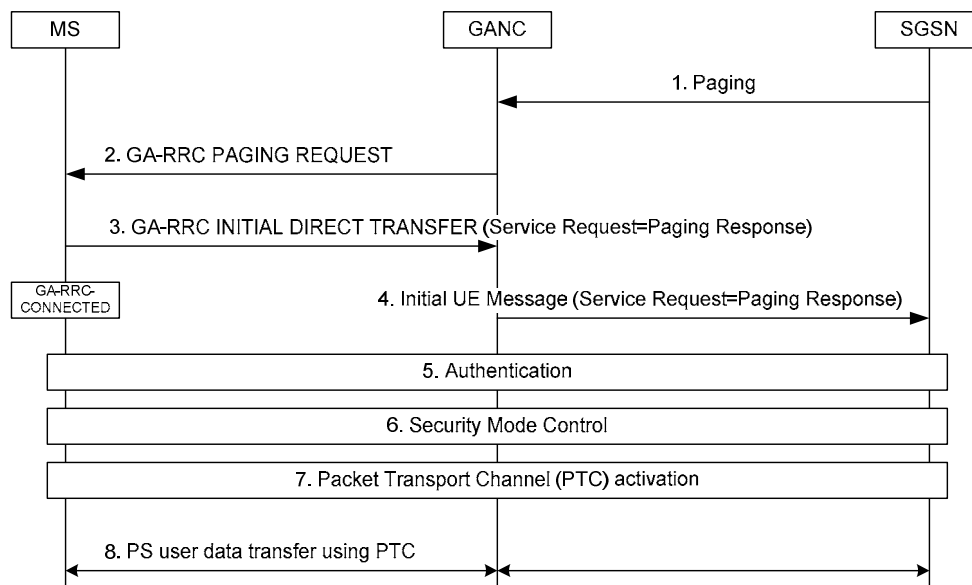 MS
GANC
SGSN
1. Paging
2. GA-RRC PAGING REQUEST
3. GA-RRC INITIAL DIRECT TRANSFER (Service Request=Paging Response)
GA-RRC-
CONNECTED
4. Initial UE Message (Service Request=Paging Response)
5. Authentication
6. Security Mode Control
7. Packet Transport Channel (PTC) activation
8. PS user data transfer using PTC